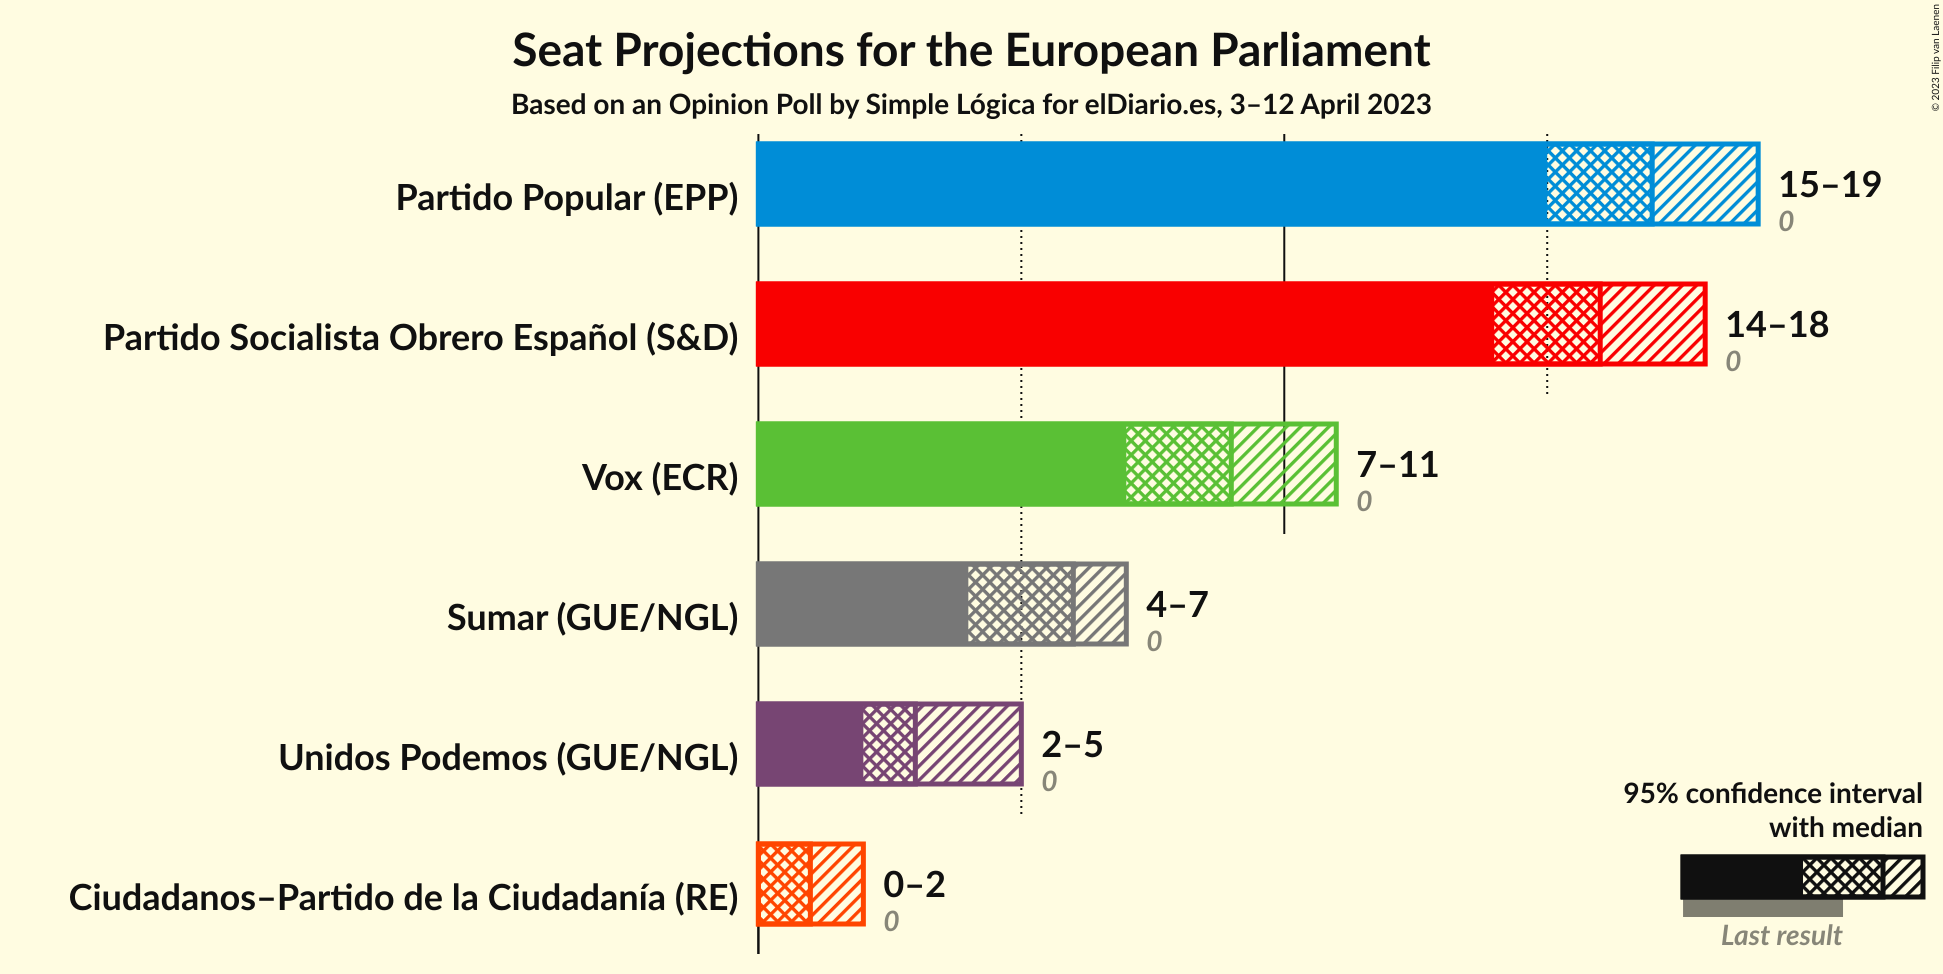 Seat Projections for the European Parliament
Based on an Opinion Poll by Simple Lógica for elDiario.es, 3–12 April 2023
© 2023 Filip van Laenen
Partido Popular (EPP)
15–19
0
Partido Socialista Obrero Español (S&D)
14–18
0
Vox (ECR)
7–11
0
Sumar (GUE/NGL)
4–7
0
Unidos Podemos (GUE/NGL)
2–5
0
Ciudadanos–Partido de la Ciudadanía (RE)
0–2
0
95% confidence interval
with median
Last result